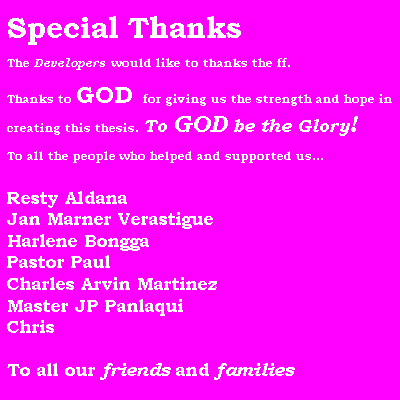 Special Thanks
The Developers would like to thanks the ff.
Thanks to GOD for giving us the strength and hope in
creating this thesis. To GOD be the Glory!
To all the people who helped and supported us...
Resty Aldana
Jan Marner Verastigue
Harlene Bongga
Pastor Paul
Charles Arvin Martinez
Master JP Panlaqui
Chris
To all our friends and families